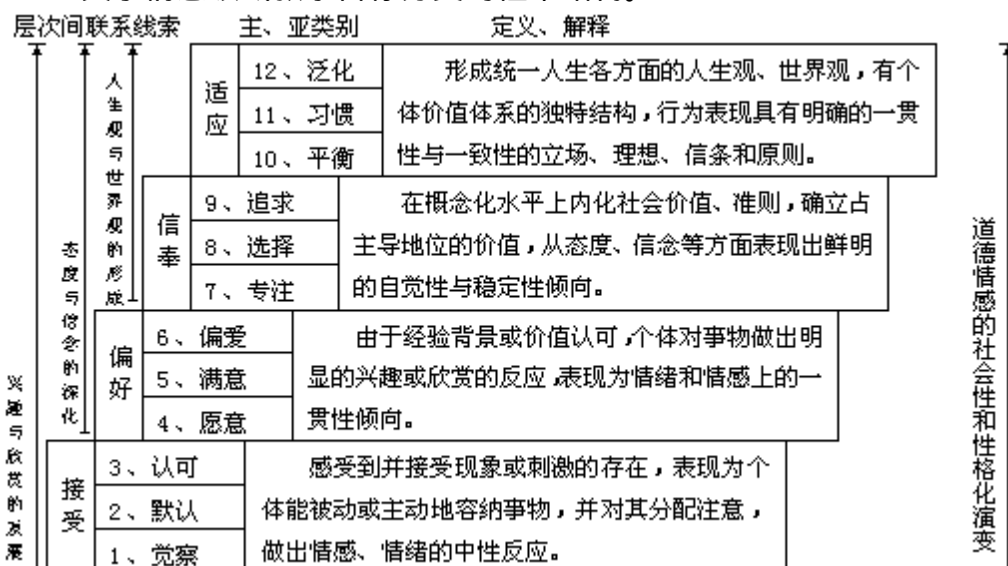 层次间联系线索 主、亚类别 定义、解释
人生观与世界观的形成
适应
12、泛化
11、习惯
10、平衡
形成统一人生各方面的人生观、世界观，有个
体价值体系的独特结构，行为表现具有明确的一贯
性与一致性的立场、理想、信条和原则。
态度与信念的深化
信奉
9、追求
8、选择
7、专注
在概念化水平上内化社会价值、准则，确立占
主导地位的价值，从态度、信念等方面表现出鲜明
的自觉性与稳定性倾向。
兴趣与欣赏的发展
偏好
6、偏爱
5、满意
4、愿意
由于经验背景或价值认可，个体对事物做出明
显的兴趣或欣赏的反应，表现为情绪和情感上的一
贯性倾向。
接受
3、认可
2、默认
1、觉察
感受到并接受现象或刺激的存在，表现为个
体能被动或主动地容纳事物，并对其分配注意，
做出情感、情绪的中性反应。
道德情感的社会性和性格化演变